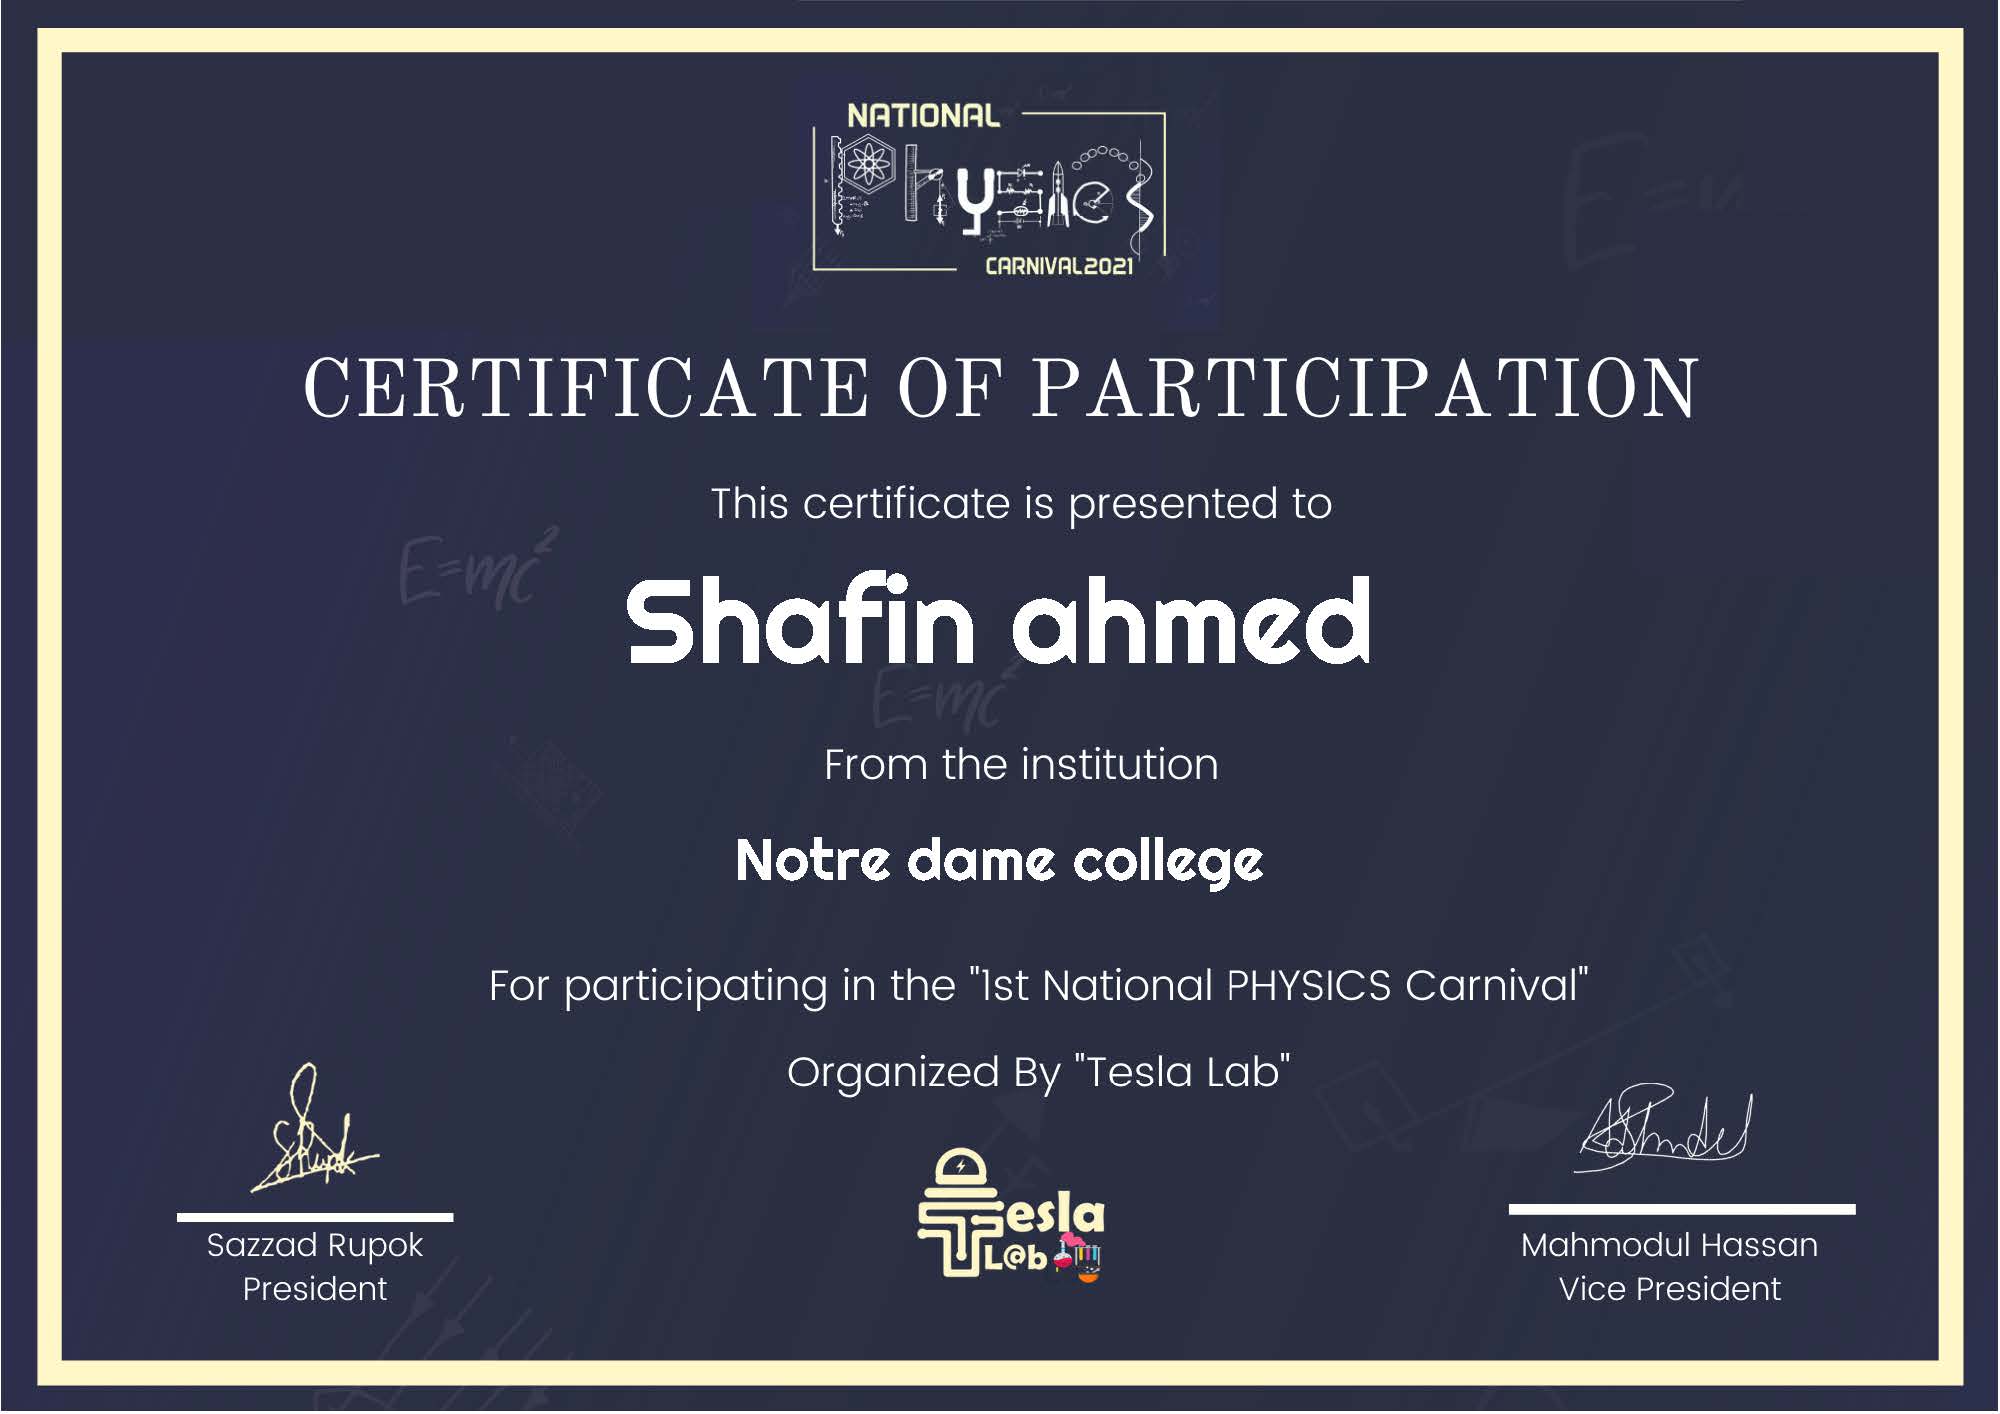 NATIONAL
Physics
CARNIVAL2021
CERTIFICATE OF PARTICIPATION
This certificate is presented to
E=mc²
Shafin ahmed
E=mc²
From the institution
Notre dame college
For participating in the "1st National PHYSICS Carnival"
Organized By "Tesla Lab"
Tesla
L@b
Sazzad Rupok
President
Mahmodul Hassan
Vice President